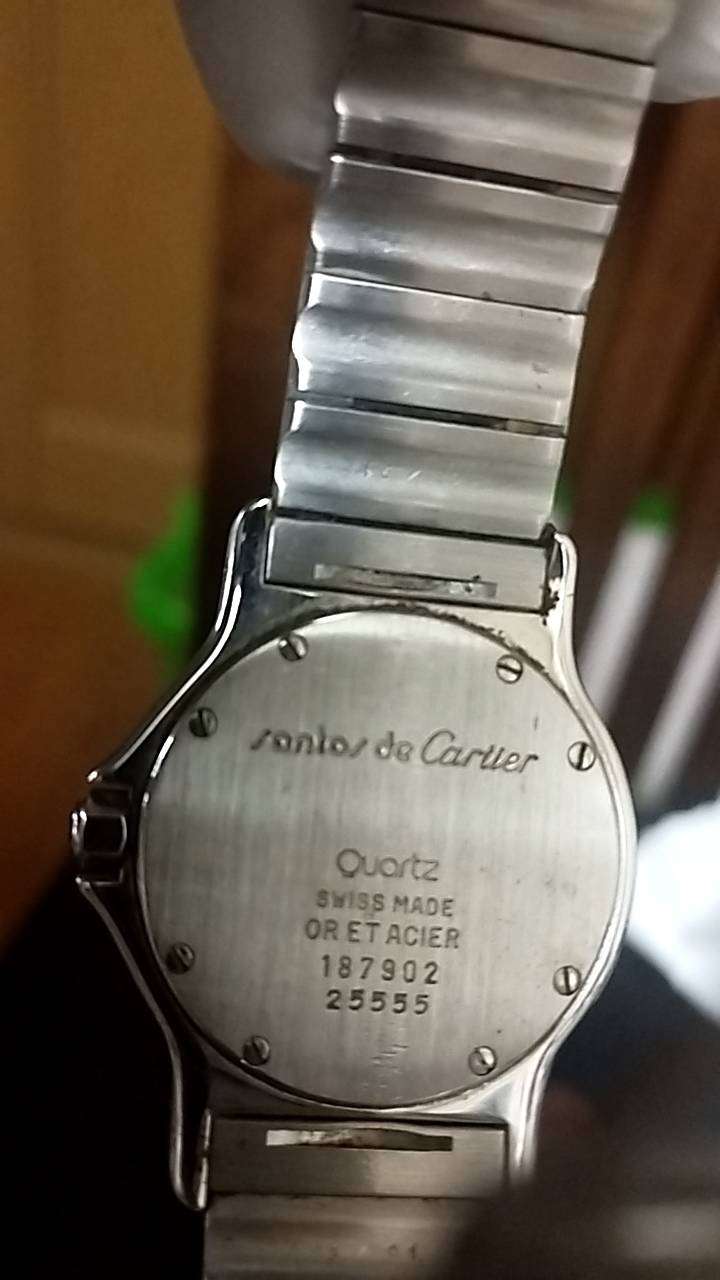 santos de Cartier
Quartz
SWISS MADE
OR ET ACIER
187902
25555